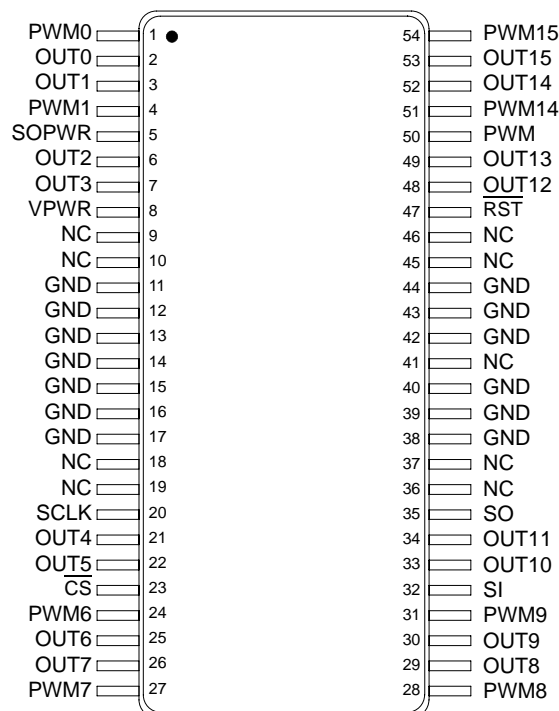 PWM0 1 54 PWM15
OUT0 2 53 OUT15
OUT1 3 52 OUT14
PWM1 4 51 PWM14
SOPWR 5 50 PWM
OUT2 6 49 OUT13
OUT3 7 48 OUT12
VPWR 8 47 RST
NC 9 46 NC
NC 10 45 NC
GND 11 44 GND
GND 12 43 GND
GND 13 42 GND
GND 14 41 NC
GND 15 40 GND
GND 16 39 GND
GND 17 38 GND
NC 18 37 NC
NC 19 36 NC
SCLK 20 35 SO
OUT4 21 34 OUT11
OUT5 22 33 OUT10
CS 23 32 SI
PWM6 24 31 PWM9
OUT6 25 30 OUT9
OUT7 26 29 OUT8
PWM7 27 28 PWM8